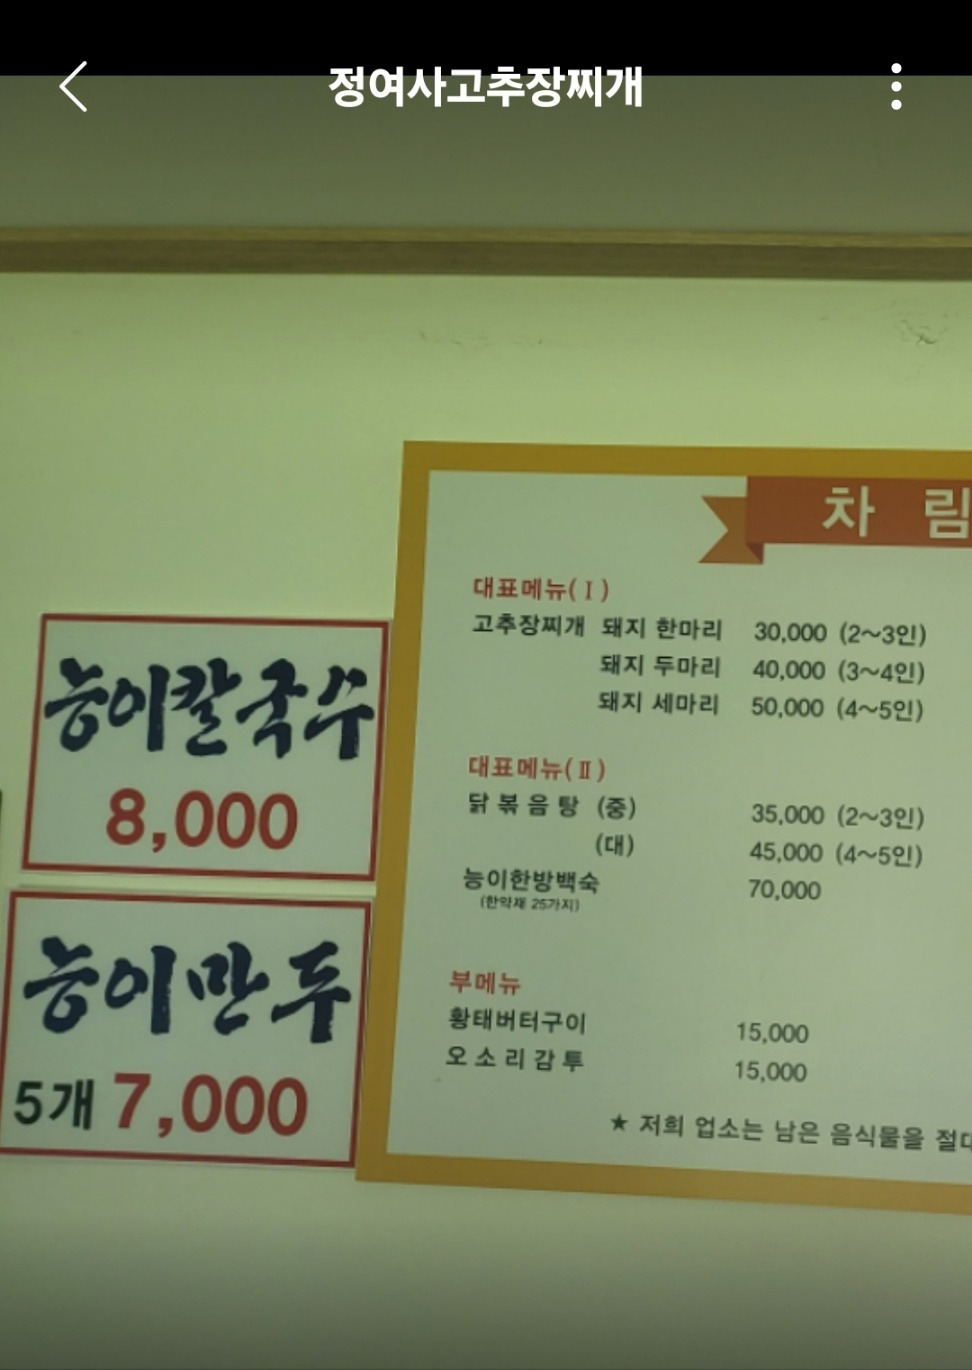 정여사고추장찌개
차 림
대표메뉴(Ⅰ)
고추장찌개 돼지 한마리 30,000 (2~3인)
돼지 두마리 40,000 (3~4인)
돼지 세마리 50,000 (4~5인)
대표메뉴(Ⅱ)
닭볶음탕 (중) 35,000 (2~3인)
(대) 45,000 (4~5인)
능이한방백숙 70,000
(한약재 25가지)
부메뉴
황태버터구이 15,000
오소리감투 15,000
★ 저희 업소는 남은 음식물을 절대
능이칼국수
8,000
능이만두
5개 7,000